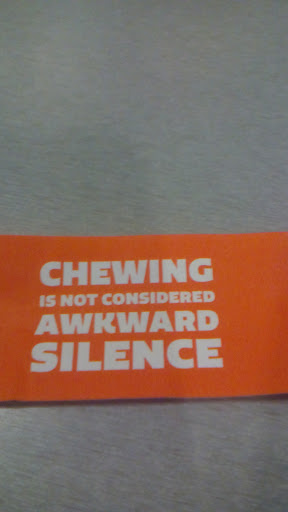 CHEWING
IS NOT CONSIDERED
AWKWARD
SILENCE